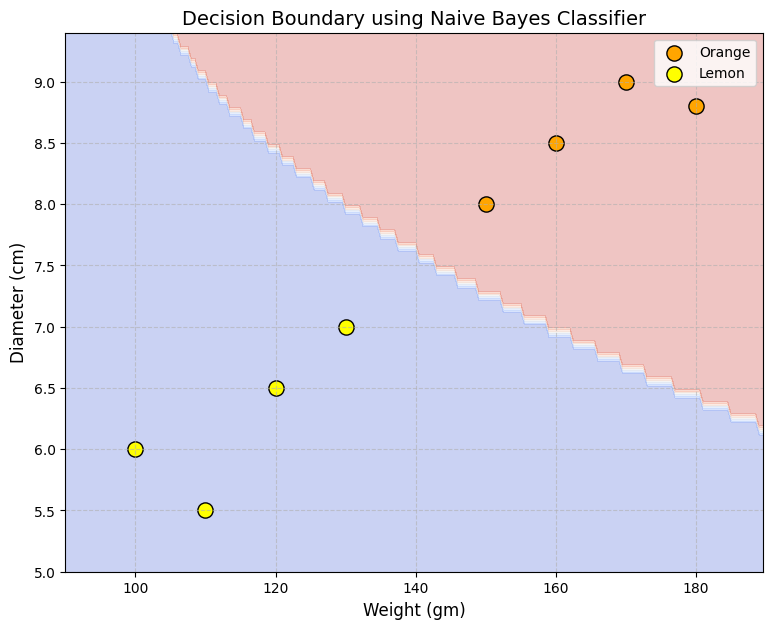 Decision Boundary using Naive Bayes Classifier
Orange
Lemon
Diameter (cm)
9.0
8.5
8.0
7.5
7.0
6.5
6.0
5.5
5.0
100
120
140
160
180
Weight (gm)